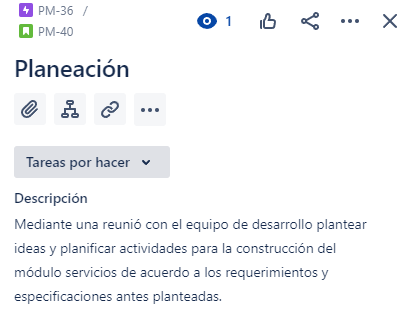 PM-36 /
PM-40
1
Planeación
Tareas por hacer
Descripción
Mediante una reunió con el equipo de desarrollo plantear
ideas y planificar actividades para la construcción del
módulo servicios de acuerdo a los requerimientos y
especificaciones antes planteadas.